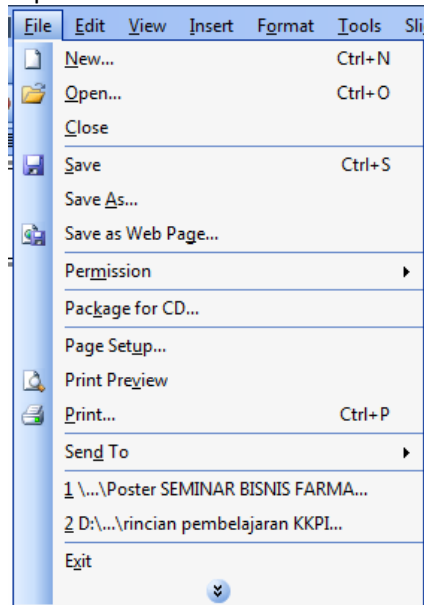 File Edit View Insert Format Tools Sli
New... Ctrl+N
Open... Ctrl+O
Close
Save Ctrl+S
Save As...
Save as Web Page...
Permission
Package for CD...
Page Setup...
Print Preview
Print... Ctrl+P
Send To
1 \...\Poster SEMINAR BISNIS FARMA...
2 D:\...\rincian pembelajaran KKPI...
Exit